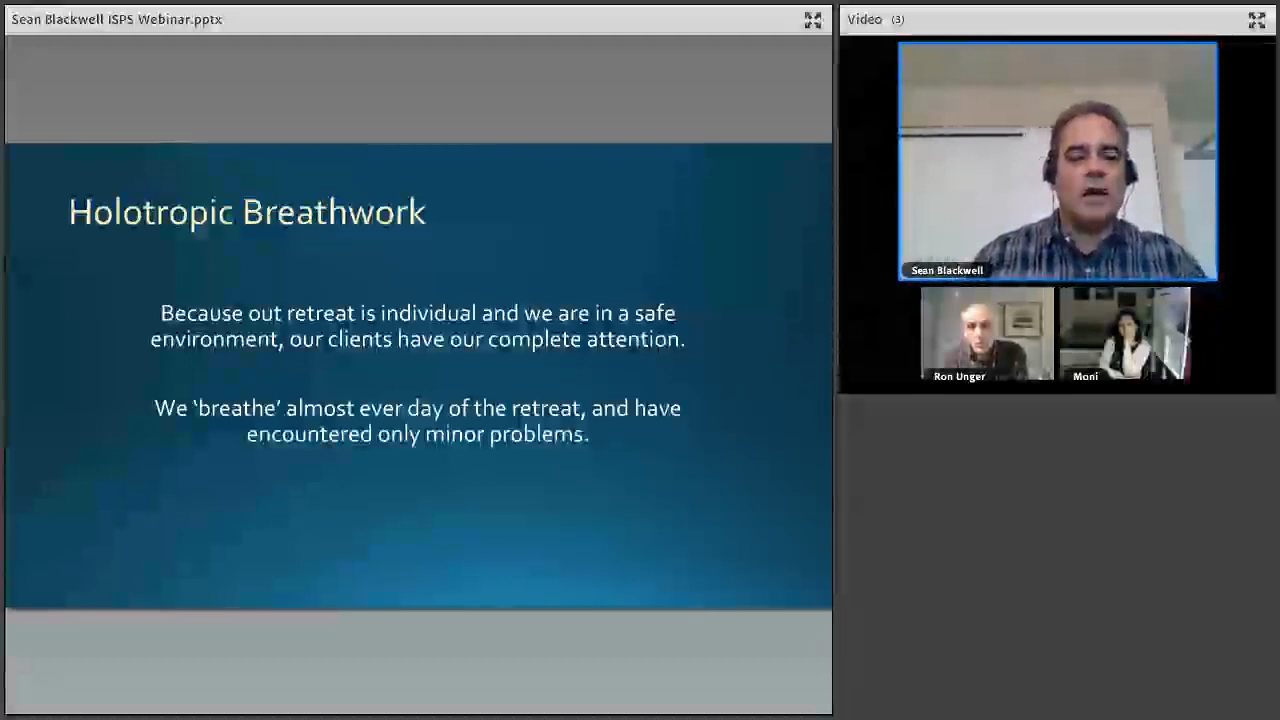 Sean Blackwell ISPS Webinar.pptx
Video (3)
Holotropic Breathwork
Because out retreat is individual and we are in a safe
environment, our clients have our complete attention.
We ‘breathe’ almost ever day of the retreat, and have
encountered only minor problems.
Sean Blackwell
Ron Unger
Moni